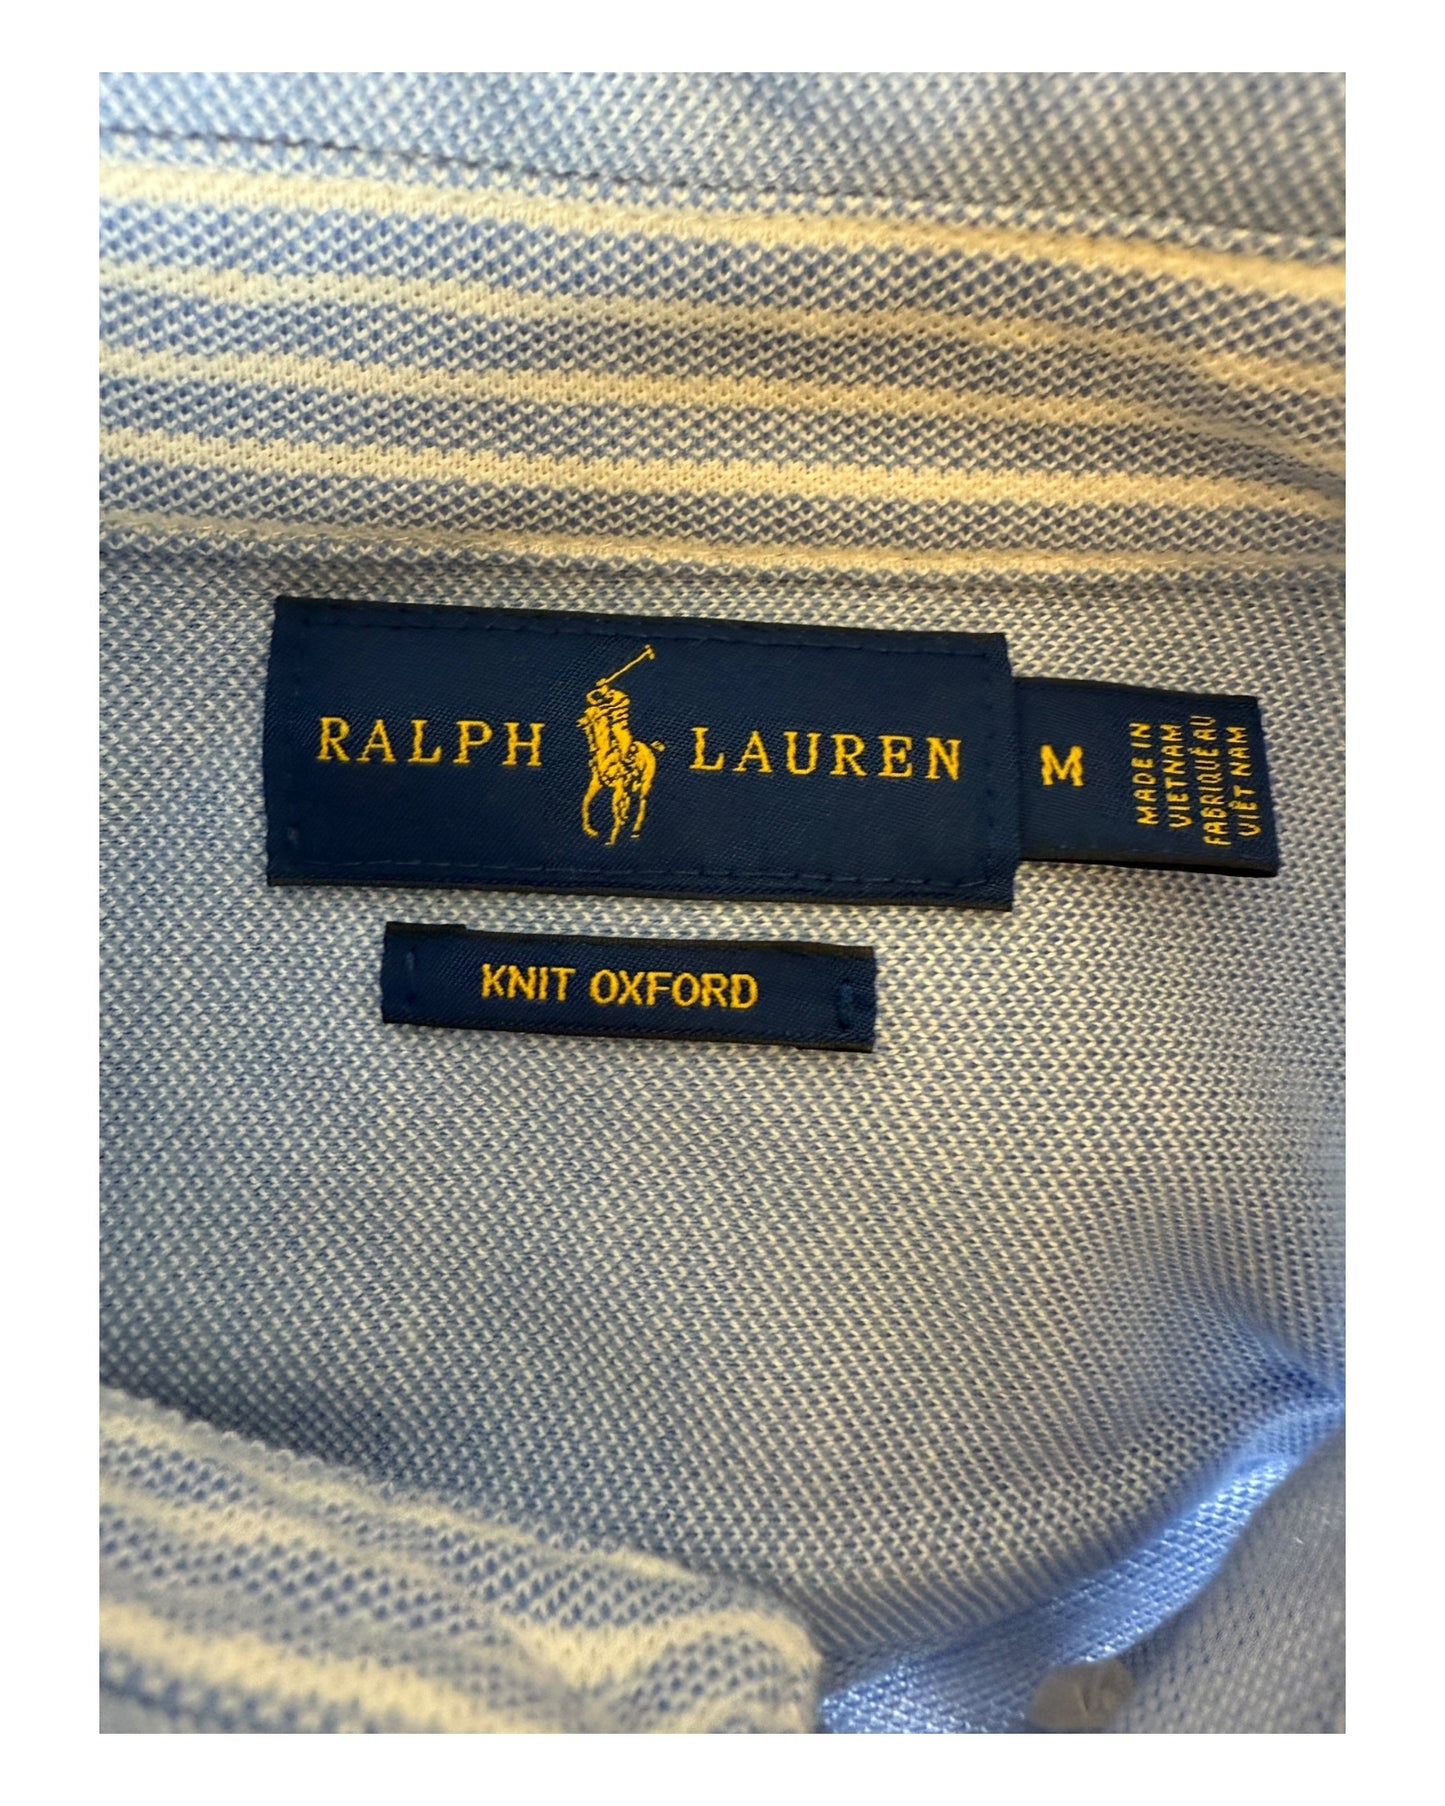 RALPH LAUREN
M
MADE IN
VIETNAM
FABRIQUÉ AU
VIÊT NAM
KNIT OXFORD